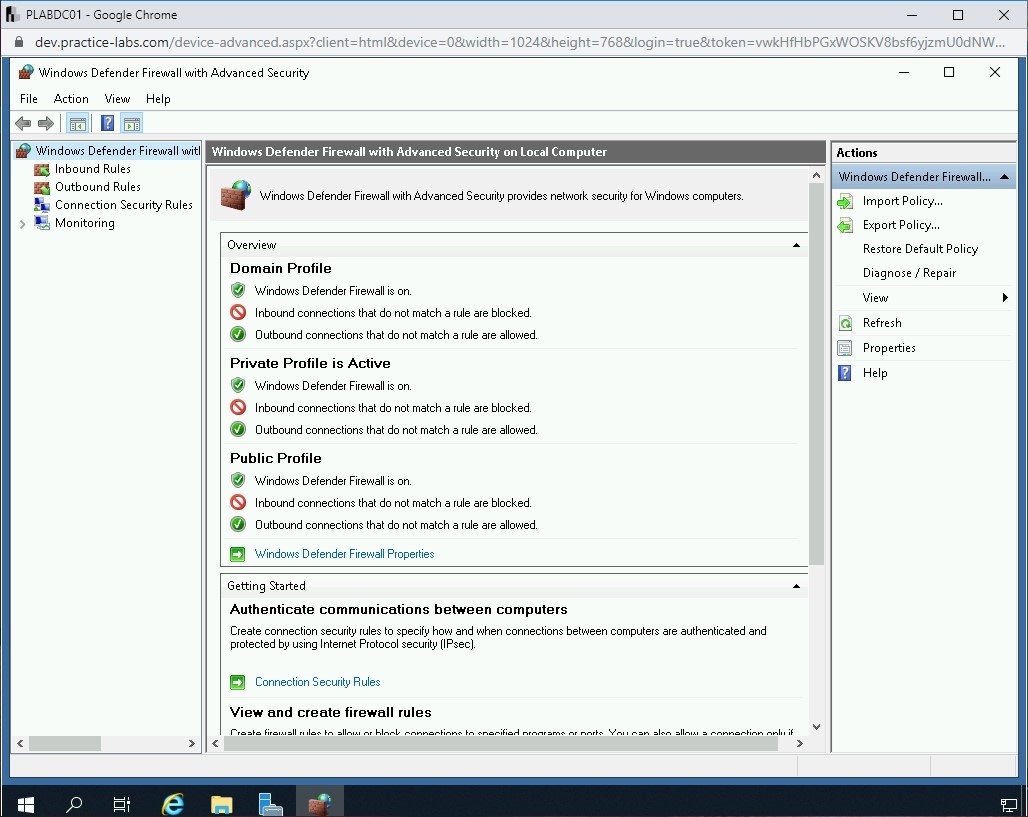 PLABDC01 - Google Chrome
dev.practice-labs.com/device-advanced.aspx?client=html&device=0&width=1024&height=768&login=true&token=vwkHfHbPGxWOSKV8bsf6yjzmU0dNW...
Windows Defender Firewall with Advanced Security
File Action View Help
Windows Defender Firewall with
Inbound Rules
Outbound Rules
Connection Security Rules
Monitoring
Windows Defender Firewall with Advanced Security on Local Computer
Windows Defender Firewall with Advanced Security provides network security for Windows computers.
Overview
Domain Profile
Windows Defender Firewall is on.
Inbound connections that do not match a rule are blocked.
Outbound connections that do not match a rule are allowed.
Private Profile is Active
Windows Defender Firewall is on.
Inbound connections that do not match a rule are blocked.
Outbound connections that do not match a rule are allowed.
Public Profile
Windows Defender Firewall is on.
Inbound connections that do not match a rule are blocked.
Outbound connections that do not match a rule are allowed.
Windows Defender Firewall Properties
Getting Started
Authenticate communications between computers
Create connection security rules to specify how and when connections between computers are authenticated and
protected by using Internet Protocol security (IPsec).
Connection Security Rules
View and create firewall rules
Create firewall rules to allow or block connections to specified programs or ports. You can also allow a connection only if
Actions
Windows Defender Firewall...
Import Policy...
Export Policy...
Restore Default Policy
Diagnose / Repair
View
Refresh
Properties
Help